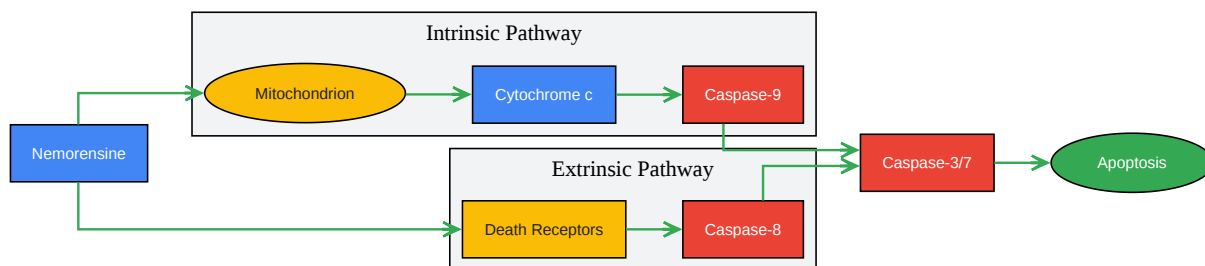 Intrinsic Pathway
Mitochondrion
Cytochrome c
Caspase-9
Nemorensine
Extrinsic Pathway
Death Receptors
Caspase-8
Caspase-3/7
Apoptosis